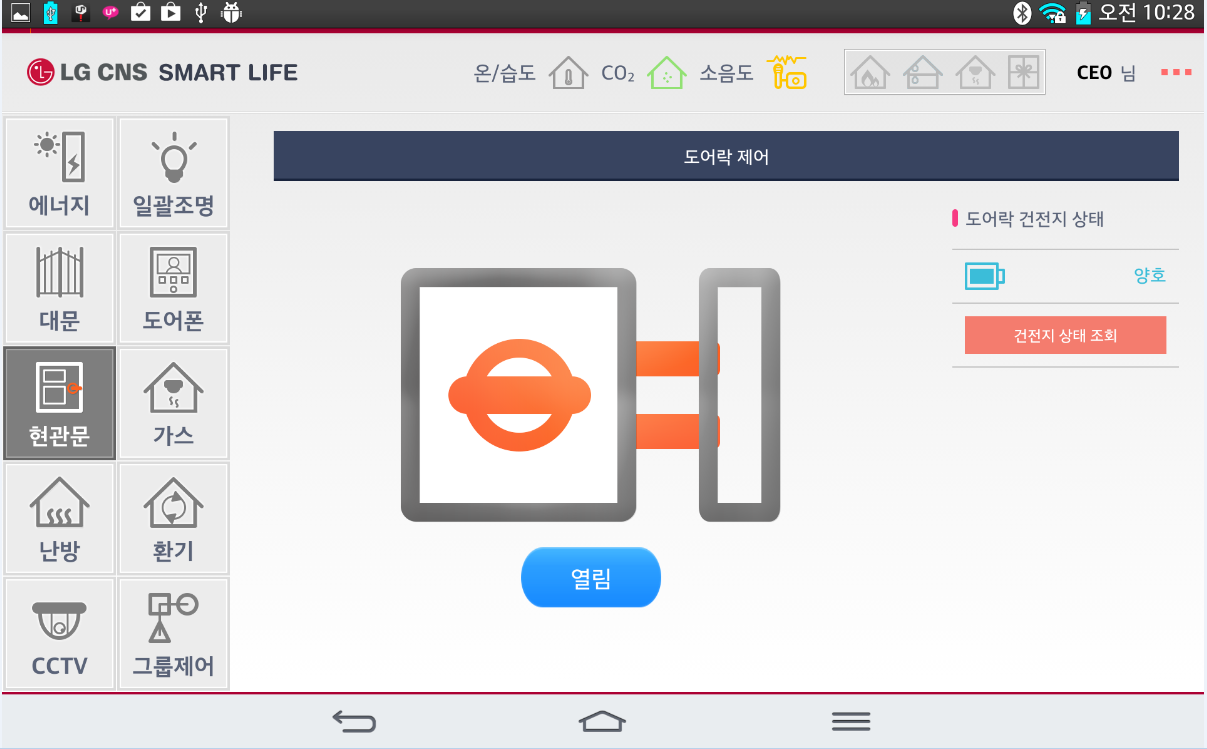 오전 10:28
LG CNS SMART LIFE
온/습도
CO₂
소음도
CEO 님
에너지
일괄조명
대문
도어폰
현관문
가스
난방
환기
CCTV
그룹제어
도어락 제어
도어락 건전지 상태
양호
건전지 상태 조회
열림